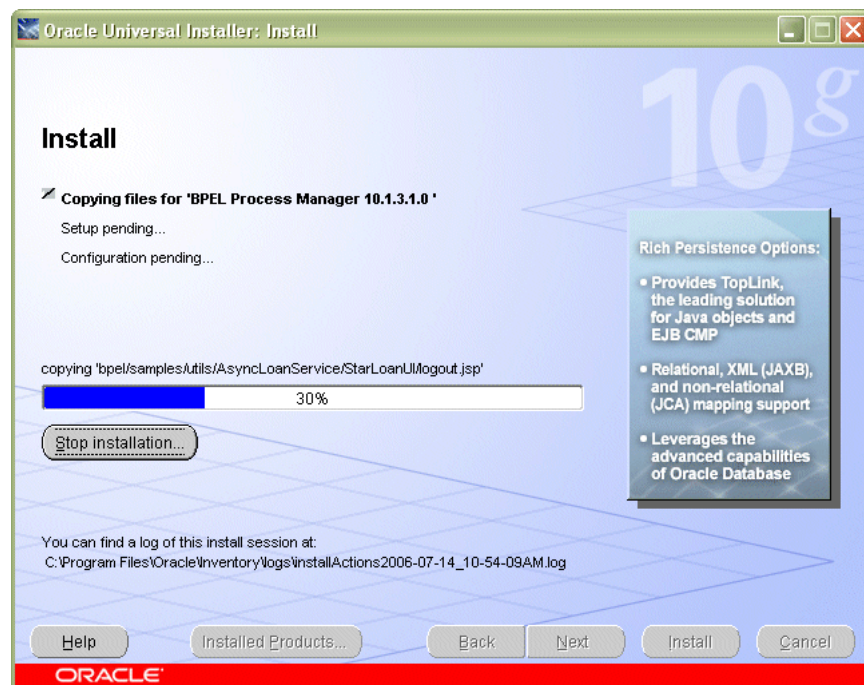 Oracle Universal Installer: Install
10g
Install
Copying files for 'BPEL Process Manager 10.1.3.1.0 '
Setup pending...
Configuration pending...
copying 'bpel/samples/utils/AsyncLoanService/StarLoanUI/logout.jsp'
30%
Stop installation...
Rich Persistence Options:
• Provides TopLink,
the leading solution
for Java objects and
EJB CMP
• Relational, XML (JAXB),
and non-relational
(JCA) mapping support
• Leverages the
advanced capabilities
of Oracle Database
You can find a log of this install session at:
C:\Program Files\Oracle\Inventory\logs\installActions2006-07-14_10-54-09AM.log
Help
Installed Products...
Back
Next
Install
Cancel
ORACLE